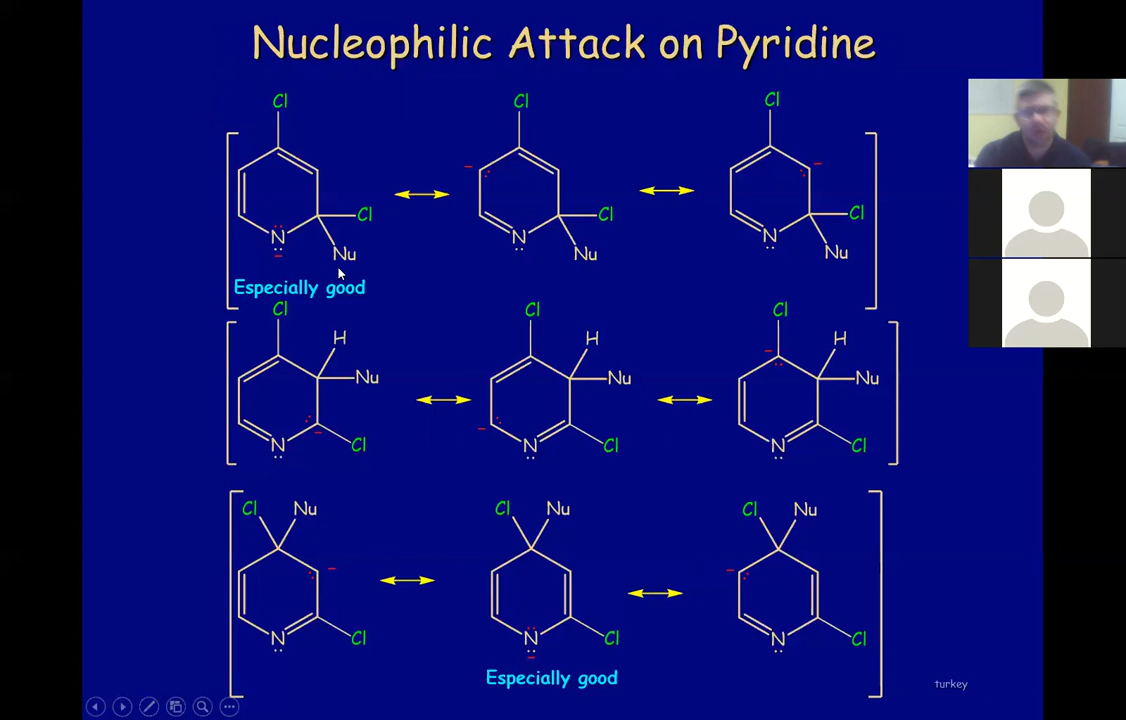 Nucleophilic Attack on Pyridine
Cl Cl Cl
− −
Cl Cl Cl
N N N
−
Nu Nu Nu
Especially good
Cl Cl Cl
H H H
−
Nu Nu Nu
− −
Cl Cl Cl
N N N
Cl Nu Cl Nu Cl Nu
− −
N Cl N Cl N Cl
−
Especially good
turkey